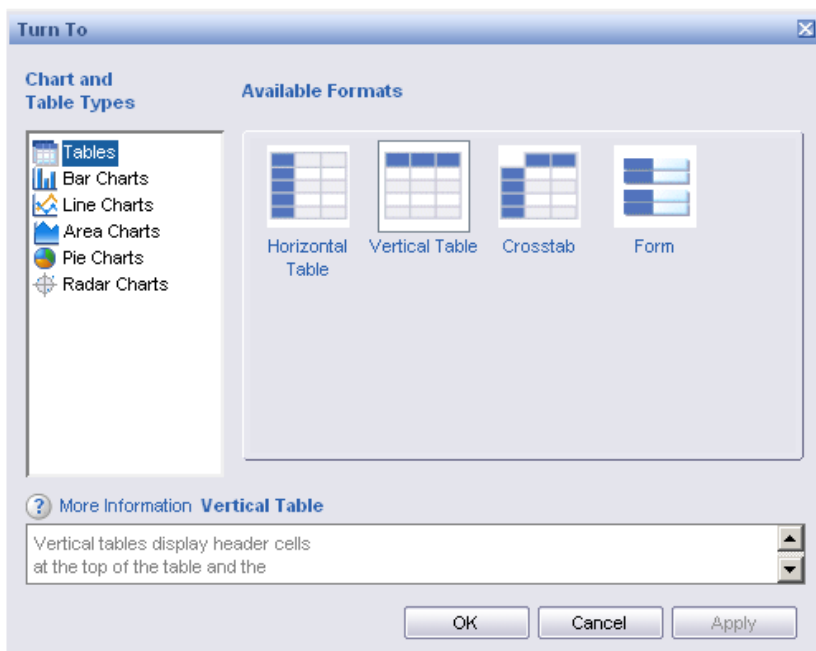 Turn To
Chart and
Table Types
Available Formats
Tables
Bar Charts
Line Charts
Area Charts
Pie Charts
Radar Charts
Horizontal
Table
Vertical Table
Crosstab
Form
? More Information Vertical Table
Vertical tables display header cells
at the top of the table and the
OK
Cancel
Apply